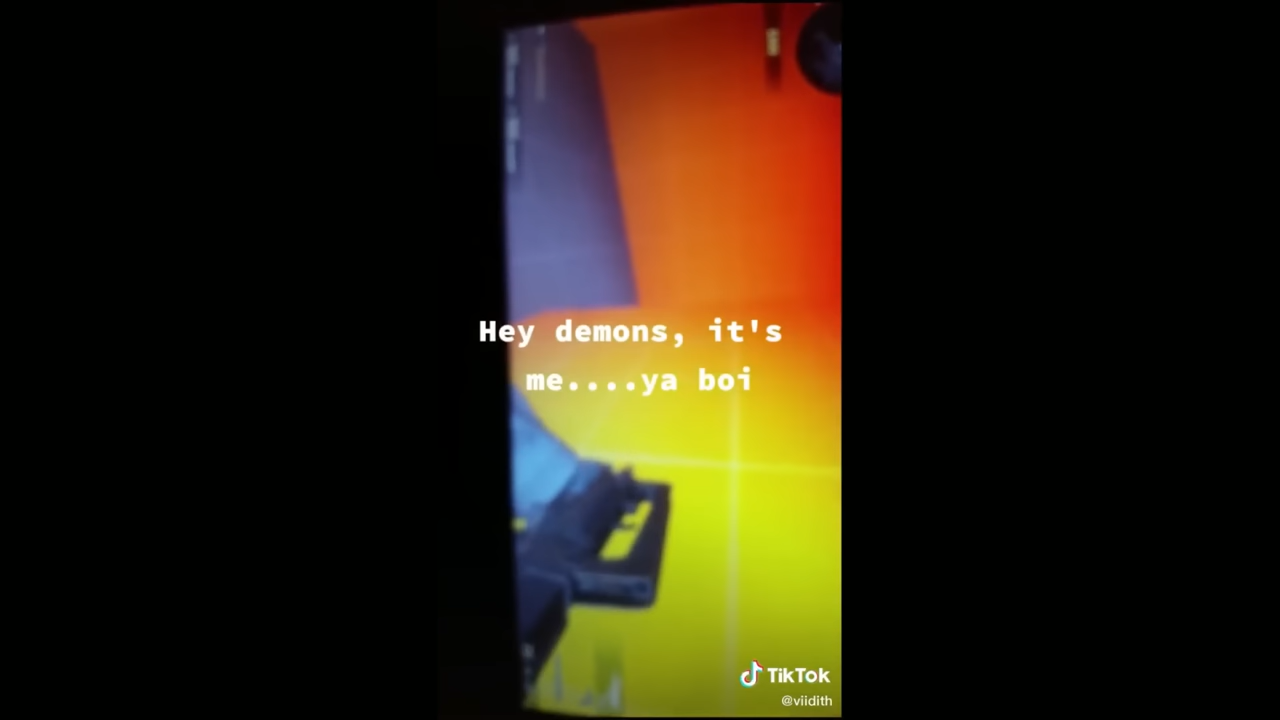 Hey demons, it's
me....ya boi
TikTok
@viidith